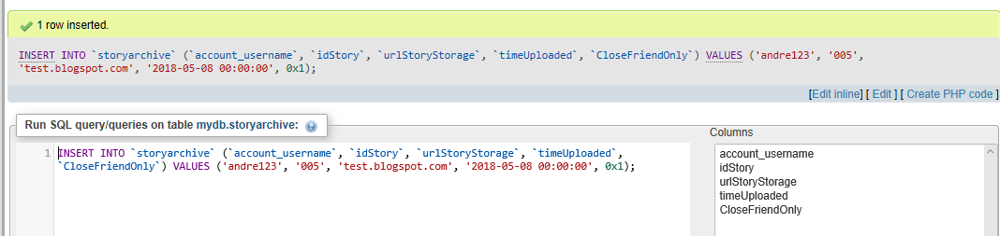 1 row inserted.
INSERT INTO `storyarchive` (`account_username`, `idStory`, `urlStoryStorage`, `timeUploaded`, `CloseFriendOnly`) VALUES ('andre123', '005',
'test.blogspot.com', '2018-05-08 00:00:00', 0x1);
[Edit inline] [ Edit ] [ Create PHP code ]
Run SQL query/queries on table mydb.storyarchive:
Columns
1 INSERT INTO `storyarchive` (`account_username`, `idStory`, `urlStoryStorage`, `timeUploaded`,
`CloseFriendOnly`) VALUES ('andre123', '005', 'test.blogspot.com', '2018-05-08 00:00:00', 0x1);
account_username
idStory
urlStoryStorage
timeUploaded
CloseFriendOnly